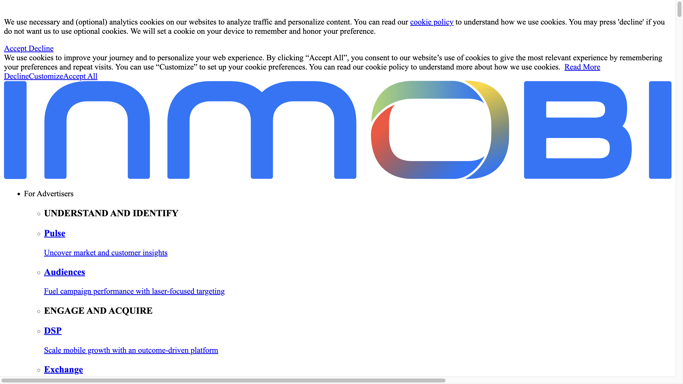 We use necessary and (optional) analytics cookies on our websites to analyze traffic and personalize content. You can read our cookie policy to understand how we use cookies. You may press 'decline' if you
do not want us to use optional cookies. We will set a cookie on your device to remember and honor your preference.
Accept Decline
We use cookies to improve your journey and to personalize your web experience. By clicking “Accept All”, you consent to our website’s use of cookies to give the most relevant experience by remembering
your preferences and repeat visits. You can use “Customize” to set up your cookie preferences. You can read our cookie policy to understand more about how we use cookies. Read More
DeclineCustomizeAccept All
INMOBI
For Advertisers
UNDERSTAND AND IDENTIFY
Pulse
Uncover market and customer insights
Audiences
Fuel campaign performance with laser-focused targeting
ENGAGE AND ACQUIRE
DSP
Scale mobile growth with an outcome-driven platform
Exchange